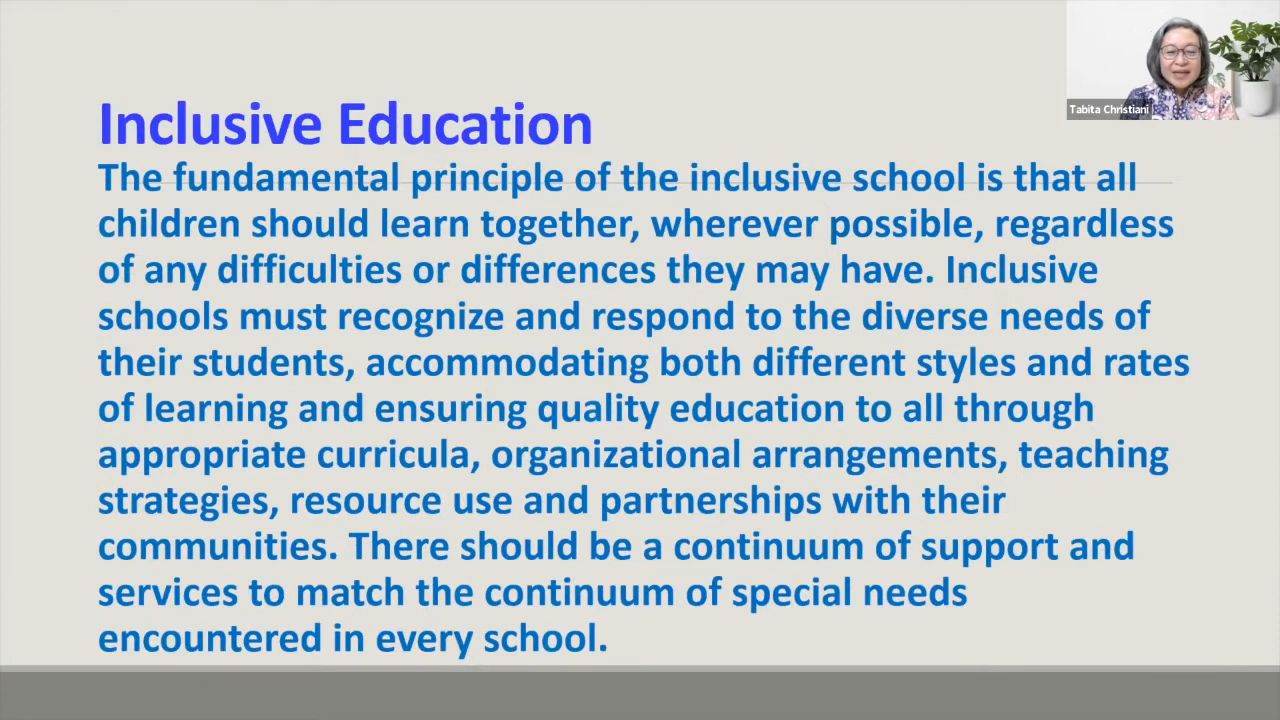 Tabita Christiani
Inclusive Education
The fundamental principle of the inclusive school is that all
children should learn together, wherever possible, regardless
of any difficulties or differences they may have. Inclusive
schools must recognize and respond to the diverse needs of
their students, accommodating both different styles and rates
of learning and ensuring quality education to all through
appropriate curricula, organizational arrangements, teaching
strategies, resource use and partnerships with their
communities. There should be a continuum of support and
services to match the continuum of special needs
encountered in every school.